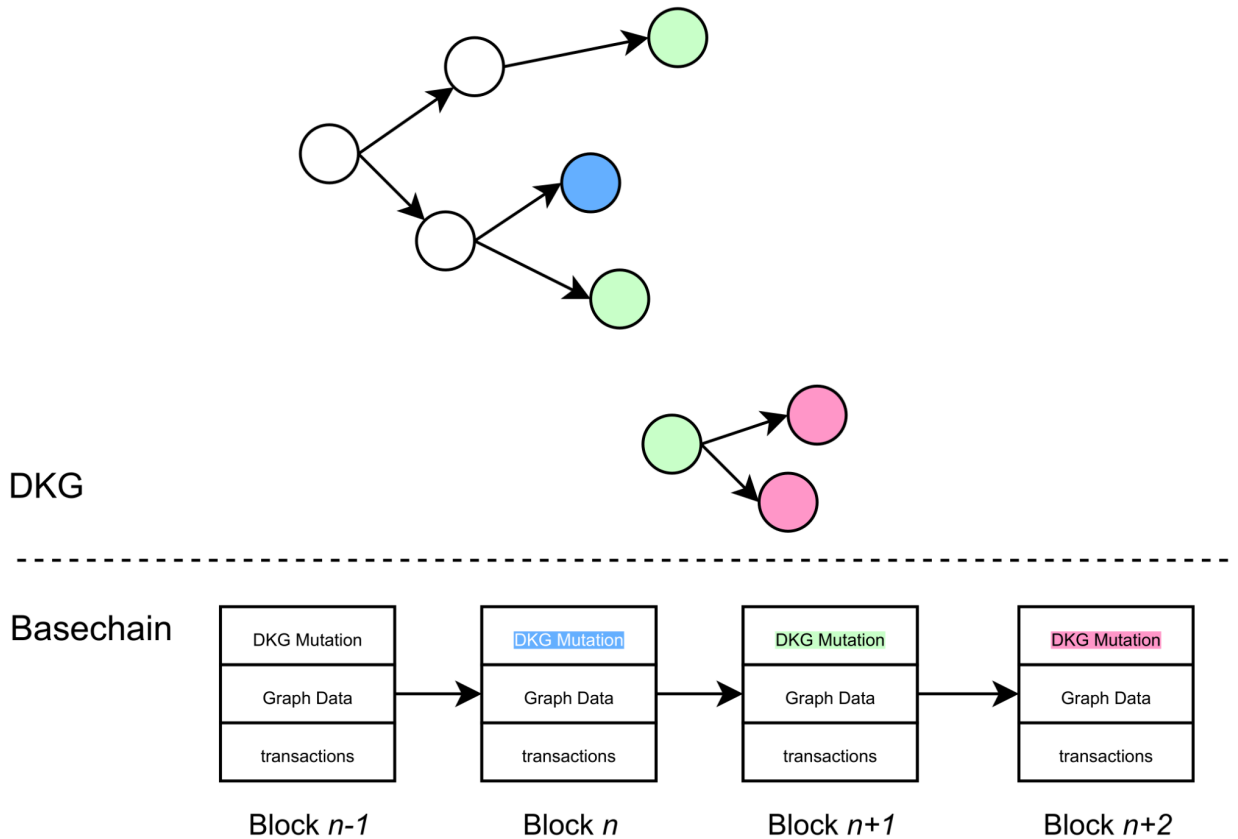 DKG
Basechain
DKG Mutation
Graph Data
transactions
Block n-1
DKG Mutation
Graph Data
transactions
Block n
DKG Mutation
Graph Data
transactions
Block n+1
DKG Mutation
Graph Data
transactions
Block n+2